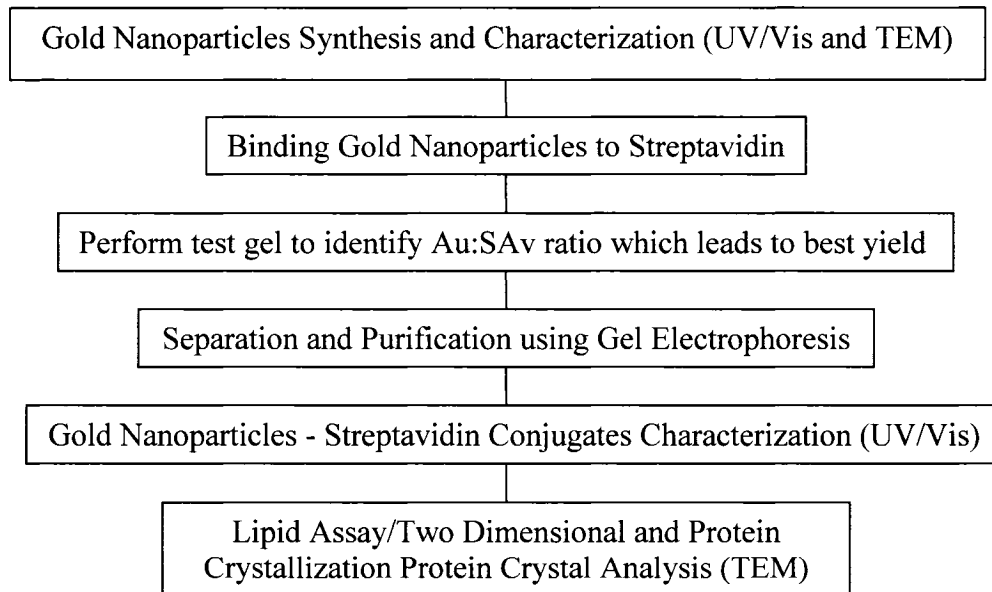 Gold Nanoparticles Synthesis and Characterization (UV/Vis and TEM)
Binding Gold Nanoparticles to Streptavidin
Perform test gel to identify Au:SAv ratio which leads to best yield
Separation and Purification using Gel Electrophoresis
Gold Nanoparticles - Streptavidin Conjugates Characterization (UV/Vis)
Lipid Assay/Two Dimensional and Protein
Crystallization Protein Crystal Analysis (TEM)